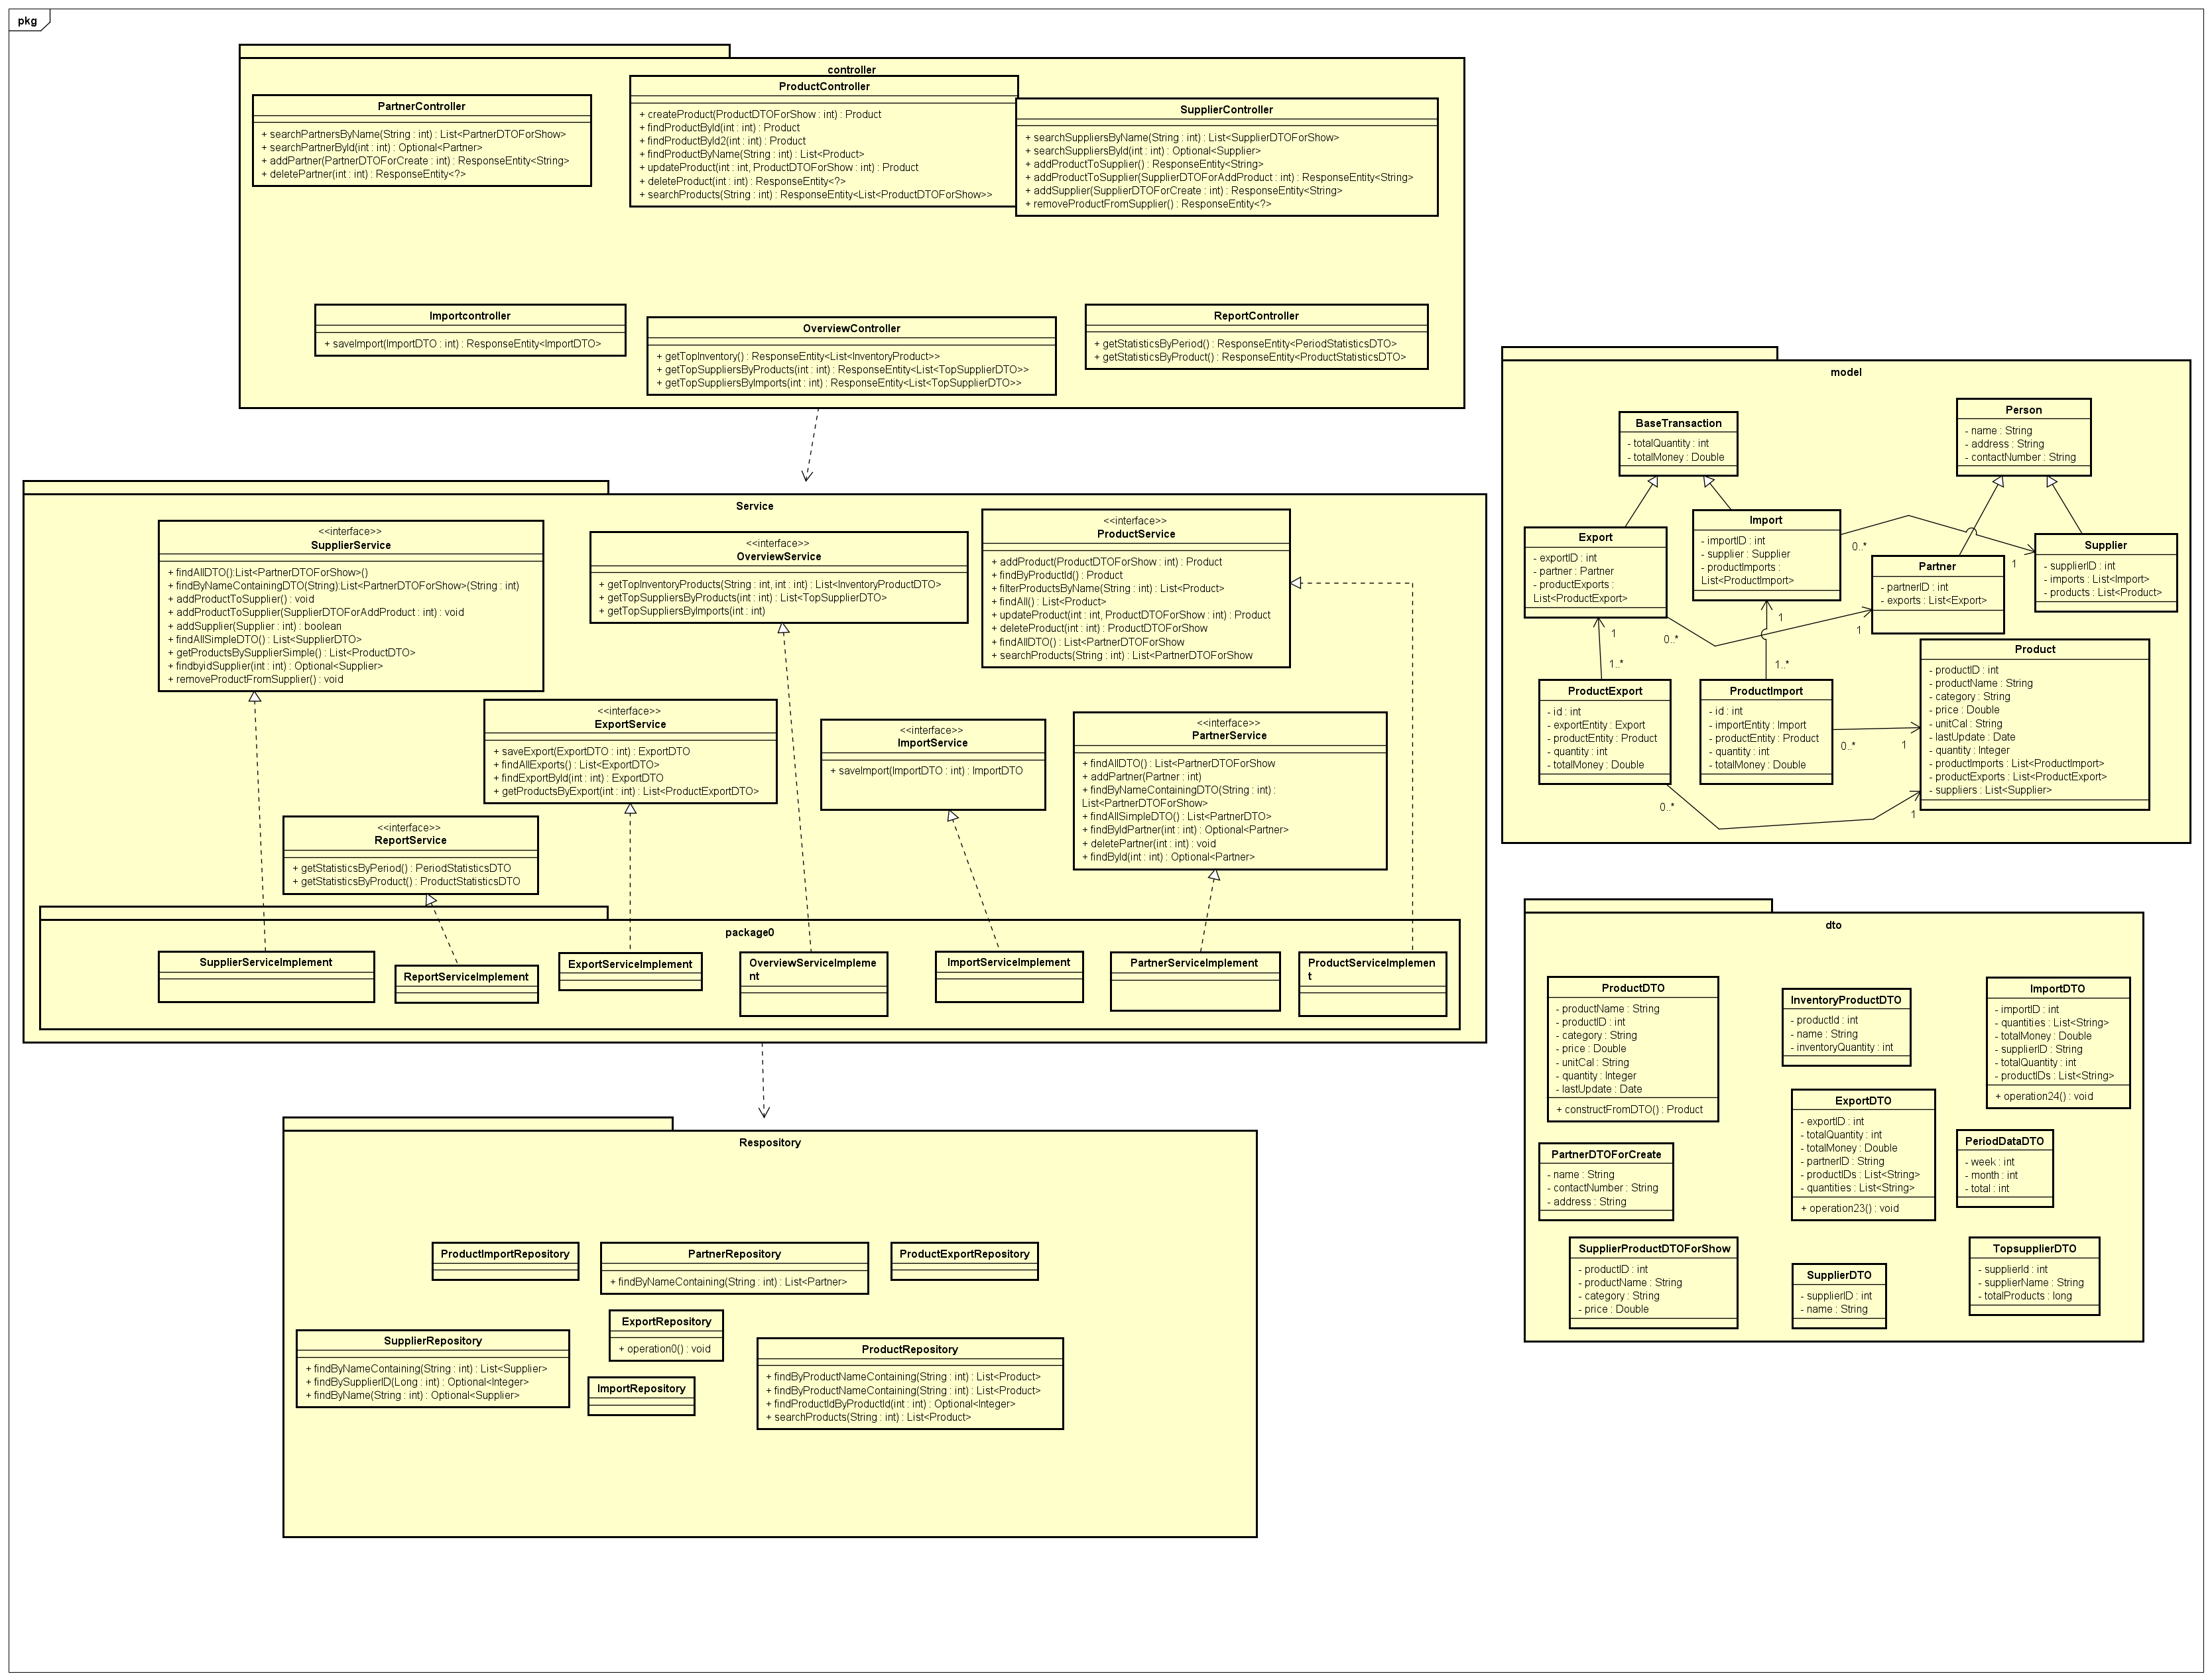 pkg
controller
PartnerController
+ searchPartnersByName(String : int) : List<PartnerDTOForShow>
+ searchPartnerById(int : int) : Optional<Partner>
+ addPartner(PartnerDTOForCreate : int) : ResponseEntity<String>
+ deletePartner(int : int) : ResponseEntity<?>
ProductController
+ createProduct(ProductDTOForShow : int) : Product
+ findProductById(int : int) : Product
+ findProductById2(int : int) : Product
+ findProductByName(String : int) : List<Product>
+ updateProduct(int : int, ProductDTOForShow : int) : Product
+ deleteProduct(int : int) : ResponseEntity<?>
+ searchProducts(String : int) : ResponseEntity<List<ProductDTOForShow>>
SupplierController
+ searchSuppliersByName(String : int) : List<SupplierDTOForShow>
+ searchSuppliersById(int : int) : Optional<Supplier>
+ addProductToSupplier() : ResponseEntity<String>
+ addProductToSupplier(SupplierDTOForAddProduct : int) : ResponseEntity<String>
+ addSupplier(SupplierDTOForCreate : int) : ResponseEntity<String>
+ removeProductFromSupplier() : ResponseEntity<?>
Importcontroller
+ saveImport(ImportDTO : int) : ResponseEntity<ImportDTO>
OverviewController
+ getTopInventory() : ResponseEntity<List<InventoryProduct>>
+ getTopSuppliersByProducts(int : int) : ResponseEntity<List<TopSupplierDTO>>
+ getTopSuppliersByImports(int : int) : ResponseEntity<List<TopSupplierDTO>>
ReportController
+ getStatisticsByPeriod() : ResponseEntity<PeriodStatisticsDTO>
+ getStatisticsByProduct() : ResponseEntity<ProductStatisticsDTO>
Service
<<interface>>
SupplierService
+ findAllDTO():List<PartnerDTOForShow>()
+ findByNameContainingDTO(String):List<PartnerDTOForShow>(String : int)
+ addProductToSupplier() : void
+ addProductToSupplier(SupplierDTOForAddProduct : int) : void
+ addSupplier(Supplier : int) : boolean
+ findAllSimpleDTO() : List<SupplierDTO>
+ getProductsBySupplierSimple() : List<ProductDTO>
+ findbyidSupplier(int : int) : Optional<Supplier>
+ removeProductFromSupplier() : void
<<interface>>
OverviewService
+ getTopInventoryProducts(String : int, int : int) : List<InventoryProductDTO>
+ getTopSuppliersByProducts(int : int) : List<TopSupplierDTO>
+ getTopSuppliersByImports(int : int)
<<interface>>
ProductService
+ addProduct(ProductDTOForShow : int) : Product
+ findByProductId() : Product
+ filterProductsByName(String : int) : List<Product>
+ findAll() : List<Product>
+ updateProduct(int : int, ProductDTOForShow : int) : Product
+ deleteProduct(int : int) : ProductDTOForShow
+ findAllDTO() : List<PartnerDTOForShow
+ searchProducts(String : int) : List<PartnerDTOForShow
<<interface>>
ExportService
+ saveExport(ExportDTO : int) : ExportDTO
+ findAllExports() : List<ExportDTO>
+ findExportById(int : int) : ExportDTO
+ getProductsByExport(int : int) : List<ProductExportDTO>
<<interface>>
ImportService
+ saveImport(ImportDTO : int) : ImportDTO
<<interface>>
PartnerService
+ findAllDTO() : List<PartnerDTOForShow
+ addPartner(Partner : int)
+ findByNameContainingDTO(String : int) :
List<PartnerDTOForShow>
+ findAllSimpleDTO() : List<PartnerDTO>
+ findByIdPartner(int : int) : Optional<Partner>
+ deletePartner(int : int) : void
+ findById(int : int) : Optional<Partner>
<<interface>>
ReportService
+ getStatisticsByPeriod() : PeriodStatisticsDTO
+ getStatisticsByProduct() : ProductStatisticsDTO
package0
SupplierServiceImplement
ReportServiceImplement
ExportServiceImplement
OverviewServiceImpleme
nt
ImportServiceImplement
PartnerServiceImplement
ProductServiceImplemen
t
Respository
ProductImportRepository
PartnerRepository
+ findByNameContaining(String : int) : List<Partner>
ProductExportRepository
SupplierRepository
+ findByNameContaining(String : int) : List<Supplier>
+ findBySupplierID(Long : int) : Optional<Integer>
+ findByName(String : int) : Optional<Supplier>
ExportRepository
+ operation0() : void
ImportRepository
ProductRepository
+ findByProductNameContaining(String : int) : List<Product>
+ findByProductNameContaining(String : int) : List<Product>
+ findProductIdByProductId(int : int) : Optional<Integer>
+ searchProducts(String : int) : List<Product>
model
BaseTransaction
- totalQuantity : int
- totalMoney : Double
Person
- name : String
- address : String
- contactNumber : String
Export
- exportID : int
- partner : Partner
- productExports :
List<ProductExport>
Import
- importID : int
- supplier : Supplier
- productImports :
List<ProductImport>
0..*
1
Partner
- partnerID : int
- exports : List<Export>
Supplier
- supplierID : int
- imports : List<Import>
- products : List<Product>
1
1..*
0..*
1
1
1..*
ProductExport
- id : int
- exportEntity : Export
- productEntity : Product
- quantity : int
- totalMoney : Double
ProductImport
- id : int
- importEntity : Import
- productEntity : Product
- quantity : int
- totalMoney : Double
0..*
1
Product
- productID : int
- productName : String
- category : String
- price : Double
- unitCal : String
- lastUpdate : Date
- quantity : Integer
- productImports : List<ProductImport>
- productExports : List<ProductExport>
- suppliers : List<Supplier>
0..*
1
dto
ProductDTO
- productName : String
- productID : int
- category : String
- price : Double
- unitCal : String
- quantity : Integer
- lastUpdate : Date
+ constructFromDTO() : Product
InventoryProductDTO
- productId : int
- name : String
- inventoryQuantity : int
ImportDTO
- importID : int
- quantities : List<String>
- totalMoney : Double
- supplierID : String
- totalQuantity : int
- productIDs : List<String>
+ operation24() : void
PartnerDTOForCreate
- name : String
- contactNumber : String
- address : String
ExportDTO
- exportID : int
- totalQuantity : int
- totalMoney : Double
- partnerID : String
- productIDs : List<String>
- quantities : List<String>
+ operation23() : void
PeriodDataDTO
- week : int
- month : int
- total : int
SupplierProductDTOForShow
- productID : int
- productName : String
- category : String
- price : Double
SupplierDTO
- supplierID : int
- name : String
TopsupplierDTO
- supplierId : int
- supplierName : String
- totalProducts : long